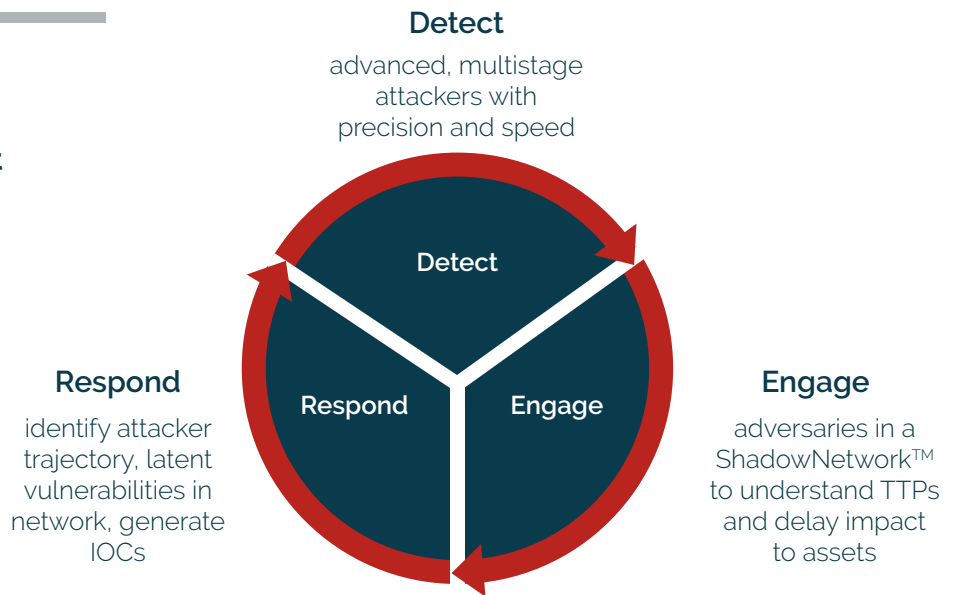 Detect
advanced, multistage
attackers with
precision and speed
Detect
Respond
Engage
Respond
identify attacker
trajectory, latent
vulnerabilities in
network, generate
IOCs
Engage
adversaries in a
ShadowNetwork™
to understand TTPs
and delay impact
to assets